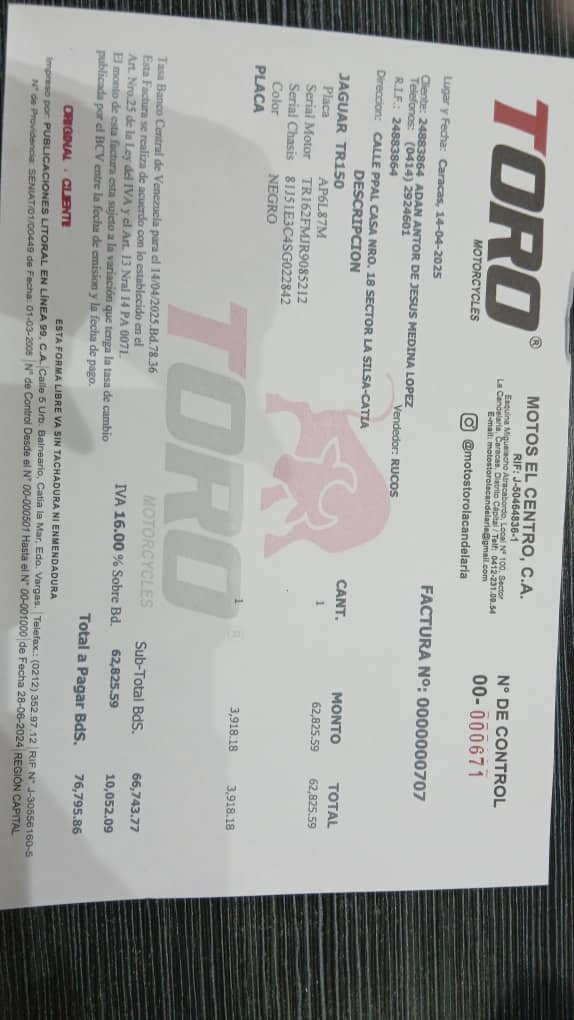 TORO ®
MOTORCYCLES
MOTOS EL CENTRO, C.A.
RIF: J-50464836-1
Esquina Miguelacho Atracabordo, Local Nº 100, Sector
La Candelaria, Caracas, Distrito Capital / Telf: 0412-231.09.54
E-mail: motostorolacandelaria@gmail.com
@motostorolacandelaria
Nº DE CONTROL
00- 000671
Lugar y Fecha: Caracas, 14-04-2025
FACTURA Nº: 0000000707
Cliente: 24883864 ADAN ANTOR DE JESUS MEDINA LOPEZ
Telefonos: (0414) 2924601
R.I.F.: 24883864
Vendedor: RUCOS
Direccion: CALLE PPAL CASA NRO. 18 SECTOR LA SILSA-CATIA
DESCRIPCION CANT. MONTO TOTAL
JAGUAR TR150 1 62,825.59 62,825.59
Placa AP6L87M
Serial Motor TR162FMJR9085212
Serial Chasis 81J51E3C4SG022842
Color NEGRO
PLACA 1 3,918.18 3,918.18
TORO ®
MOTORCYCLES
Tasa Banco Central de Venezuela para el 14/04/2025.Bd.78.36
Esta Factura se realiza de acuerdo con lo establecido en el
Art. Nro.25 de la Ley del IVA y el Art. 13 Nral 14 PA 0071.
El monto de esta factura esta sujeto a la variación que tenga la tasa de cambio
publicada por el BCV entre la fecha de emision y la fecha de pago.
Sub-Total BdS. 66,743.77
IVA 16.00 % Sobre Bd. 62,825.59 10,052.09
Total a Pagar BdS. 76,795.86
ORIGINAL - CLIENTE
ESTA FORMA LIBRE VA SIN TACHADURA NI ENMENDADURA
Impreso por: PUBLICACIONES LITORAL EN LÍNEA 99, C.A. Calle 5 Urb. Balneario, Catia la Mar, Edo. Vargas. Telefax.: (0212) 352.97.12 RIF Nº J-30556160-5
Nº de Providencia: SENIAT/01/00449 de Fecha: 01-03-2008 Nº de Control Desde el Nº 00-000501 Hasta el Nº 00-001000 de Fecha 28-06-2024 REGIÓN CAPITAL